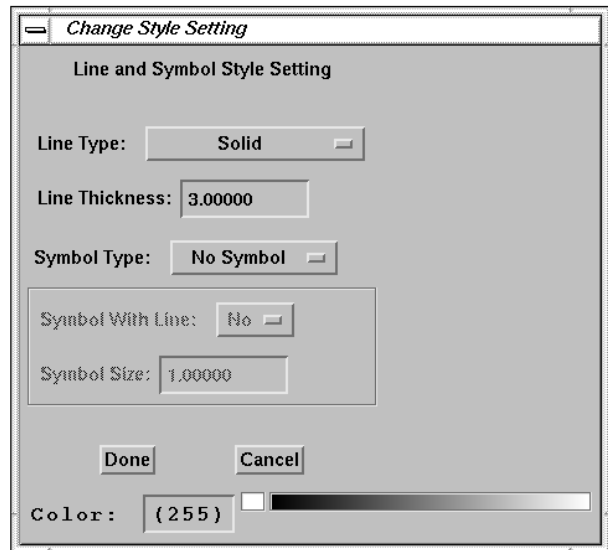 Change Style Setting
Line and Symbol Style Setting
Line Type: Solid
Line Thickness: 3.00000
Symbol Type: No Symbol
Symbol With Line: No
Symbol Size: 1.00000
Done Cancel
Color: (255)